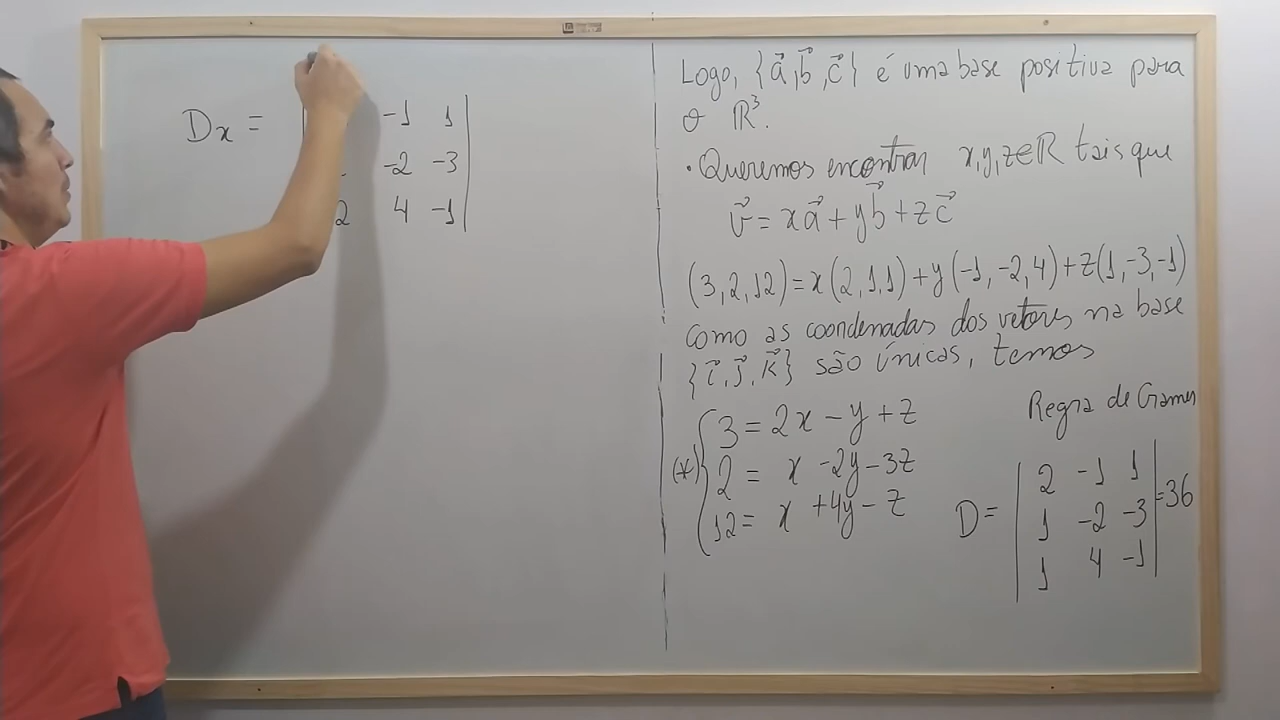 Dx = | -1 1 |
-2 -3
2 4 -1
Logo, {a⃗, b⃗, c⃗} é uma base positiva para
o ℝ³.
• Queremos encontrar x,y,z∈ℝ tais que
v⃗ = xa⃗ + yb⃗ + zc⃗
(3,2,12) = x(2,1,1) + y(-1,-2,4) + z(1,-3,-1)
Como as coordenadas dos vetores na base
{i⃗, j⃗, k⃗} são únicas, temos
(*) { 3 = 2x - y + z
2 = x - 2y - 3z
12 = x + 4y - z
Regra de Cramer
D = | 2 -1 1 | = 36
1 -2 -3
1 4 -1